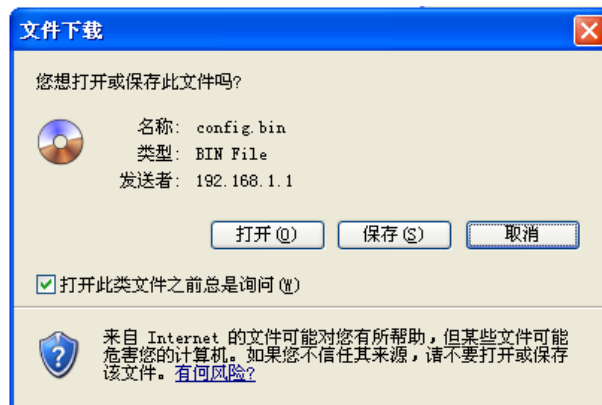 文件下载
您想打开或保存此文件吗?
名称: config.bin
类型: BIN File
发送者: 192.168.1.1
打开(O) 保存(S) 取消
打开此类文件之前总是询问(W)
来自 Internet 的文件可能对您有所帮助，但某些文件可能
危害您的计算机。如果您不信任其来源，请不要打开或保存
该文件。有何风险?